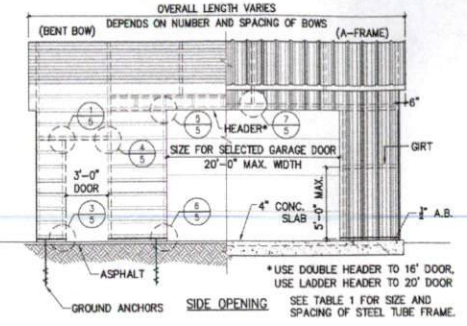 OVERALL LENGTH VARIES
DEPENDS ON NUMBER AND SPACING OF BOWS
(BENT BOW)
(A-FRAME)
6"
1
5
5
5
7
5
HEADER*
4
5
SIZE FOR SELECTED GARAGE DOOR
20'-0" MAX. WIDTH
GIRT
3'-0"
DOOR
5'-0" MAX.
3
5
6
5
4" CONC.
SLAB
A.B.
ASPHALT
GROUND ANCHORS
SIDE OPENING
*USE DOUBLE HEADER TO 16' DOOR,
USE LADDER HEADER TO 20' DOOR
SEE TABLE 1 FOR SIZE AND
SPACING OF STEEL TUBE FRAME.